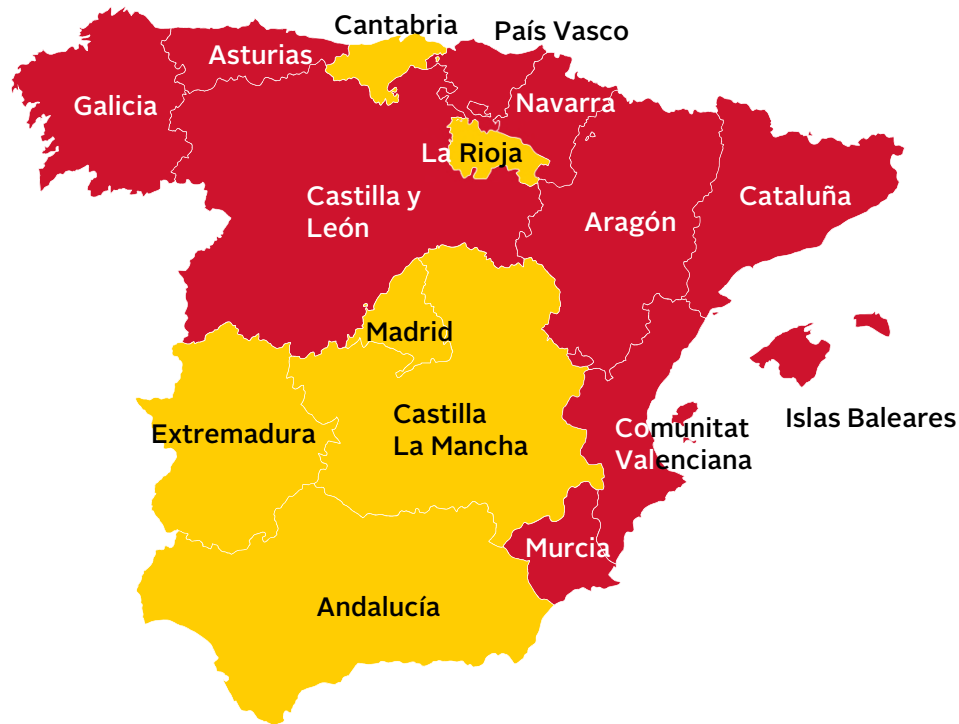 Cantabria
País Vasco
Asturias
Galicia
Navarra
La Rioja
Castilla y
León
Aragón
Cataluña
Madrid
Castilla
La Mancha
Extremadura
Islas Baleares
Comunitat
Valenciana
Murcia
Andalucía